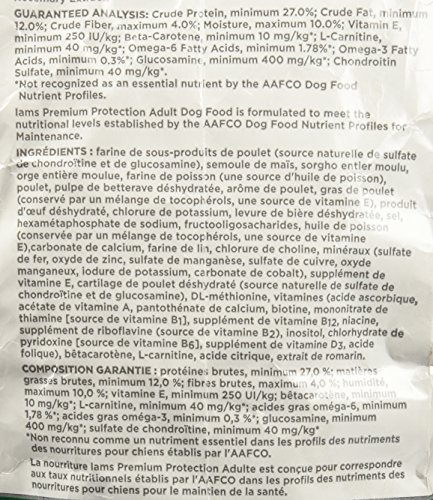 GUARANTEED ANALYSIS: Crude Protein, minimum 27.0%; Crude Fat, minimum
12.0%; Crude Fiber, maximum 4.0%; Moisture, maximum 10.0%; Vitamin E,
minimum 250 IU/kg; Beta-Carotene, minimum 10 mg/kg*; L-Carnitine,
minimum 40 mg/kg*; Omega-6 Fatty Acids, minimum 1.78%*; Omega-3 Fatty
Acids, minimum 0.3%*; Glucosamine, minimum 400 mg/kg*; Chondroitin
Sulfate, minimum 40 mg/kg*.
*Not recognized as an essential nutrient by the AAFCO Dog Food
Nutrient Profiles.
Iams Premium Protection Adult Dog Food is formulated to meet the
nutritional levels established by the AAFCO Dog Food Nutrient Profiles for
Maintenance.
INGRÉDIENTS : farine de sous-produits de poulet (source naturelle de sulfate
de chondroïtine et de glucosamine), semoule de maïs, sorgho entier moulu,
orge entière moulue, farine de poisson (une source d'huile de poisson),
poulet, pulpe de betterave déshydratée, arôme de poulet, gras de poulet
(conservé par un mélange de tocophérols, une source de vitamine E), produit
d'œuf déshydraté, chlorure de potassium, levure de bière déshydratée, sel,
hexamétaphosphate de sodium, fructooligosacharides, huile de poisson
(conservée par un mélange de tocophérols, une source de vitamine
E),carbonate de calcium, farine de lin, chlorure de choline, minéraux (sulfate
de fer, oxyde de zinc, sulfate de manganèse, sulfate de cuivre, oxyde
manganeux, iodure de potassium, carbonate de cobalt), supplément de
vitamine E, cartilage de poulet déshydraté (source naturelle de sulfate de
chondroïtine et de glucosamine), DL-méthionine, vitamines (acide ascorbique,
acétate de vitamine A, pantothénate de calcium, biotine, mononitrate de
thiamine [source de vitamine B1], supplément de vitamine B12, niacine,
supplément de riboflavine (source de vitamine B2), inositol, chlorhydrate de
pyridoxine [source de vitamine B6], supplément de vitamine D3, acide
folique), bêtacarotène, L-carnitine, acide citrique, extrait de romarin.
COMPOSITION GARANTIE : protéines brutes, minimum 27,0 %; matières
grasses brutes, minimum 12,0 %; fibres brutes, maximum 4,0 %; humidité,
maximum 10,0 %; vitamine E, minimum 250 UI/kg; bêtacarotène, minimum
10 mg/kg*; L-carnitine, minimum 40 mg/kg*; acides gras oméga-6, minimum
1,78 %*; acides gras oméga-3, minimum 0,3 %*; glucosamine, minimum
400 mg/kg*; sulfate de chondroïtine, minimum 40 mg/kg*
*Non reconnu comme un nutriment essentiel dans les profils des nutriments
des nourritures pour chiens établis par l'AAFCO.
La nourriture Iams Premium Protection Adulte est conçue pour correspondre
aux taux nutritionnels établis par l'AAFCO dans les profils des nutriments des
nourritures pour chiens de maintien de la santé.